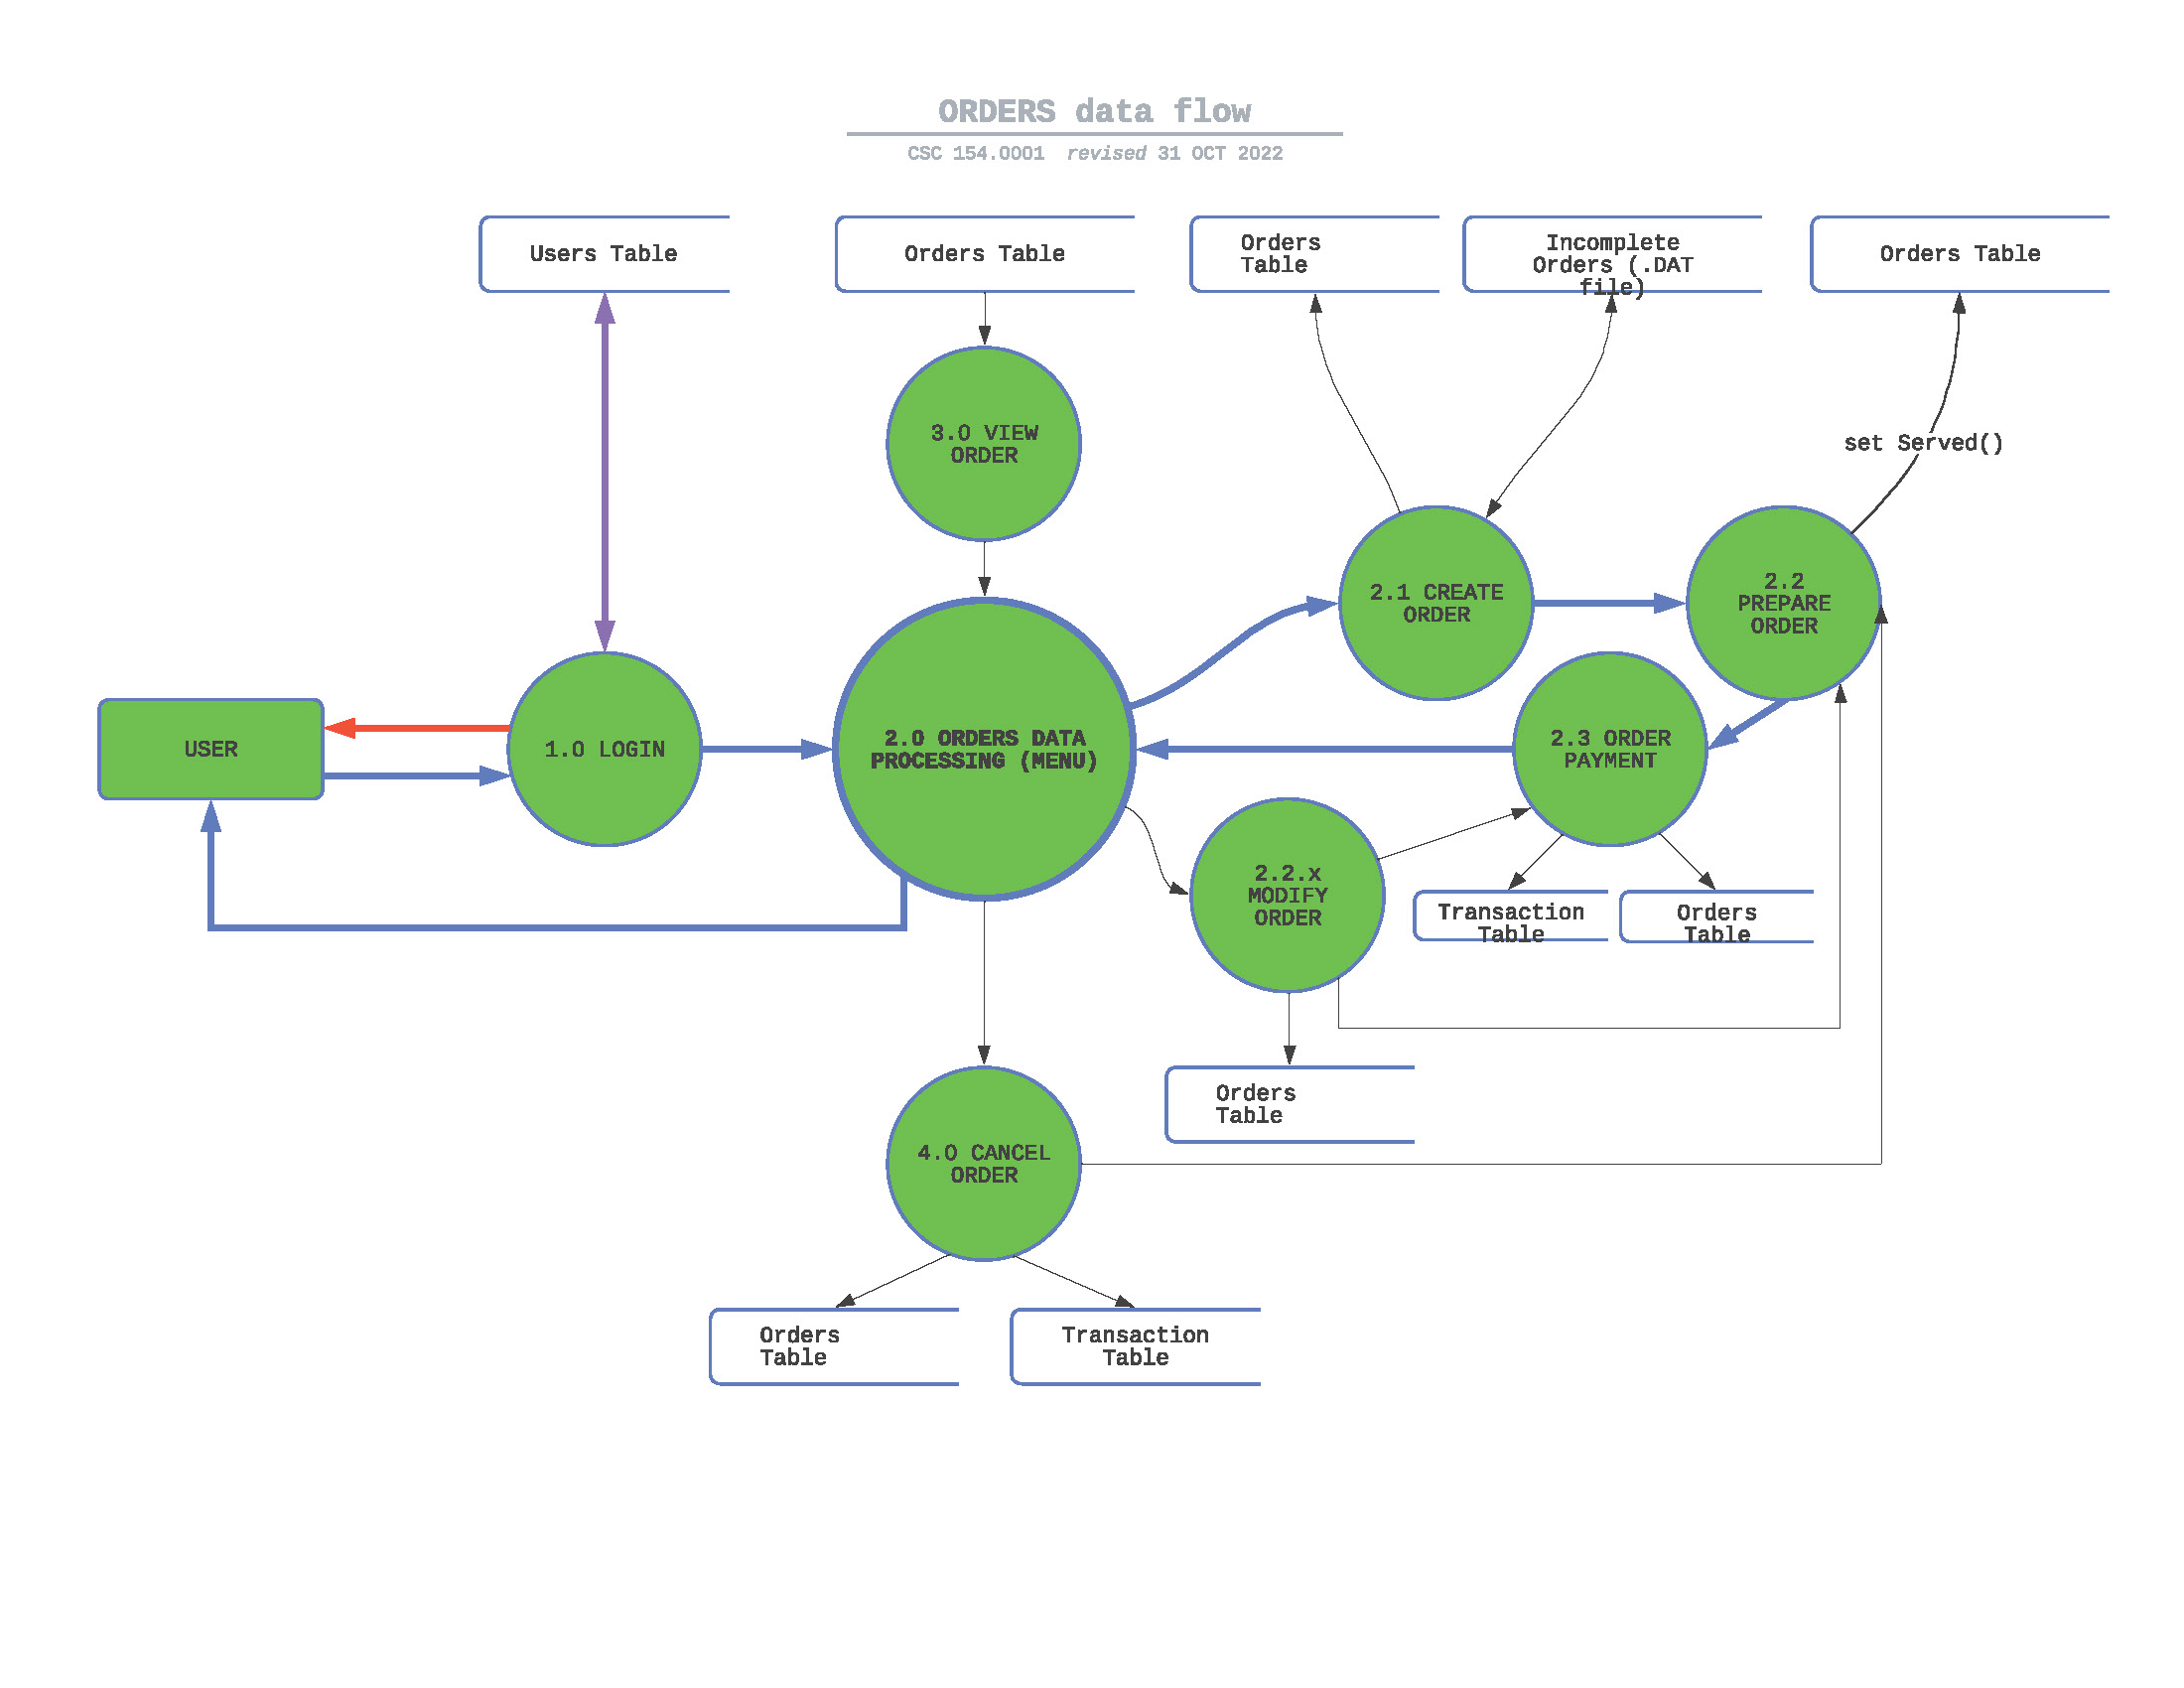 ORDERS data flow
CSC 154.0001 revised 31 OCT 2022
Users Table
Orders Table
Orders
Table
Incomplete
Orders (.DAT
file)
Orders Table
3.0 VIEW
ORDER
set Served()
2.1 CREATE
ORDER
2.2
PREPARE
ORDER
USER
1.0 LOGIN
2.0 ORDERS DATA
PROCESSING (MENU)
2.3 ORDER
PAYMENT
2.2.x
MODIFY
ORDER
Transaction
Table
Orders
Table
Orders
Table
4.0 CANCEL
ORDER
Orders
Table
Transaction
Table